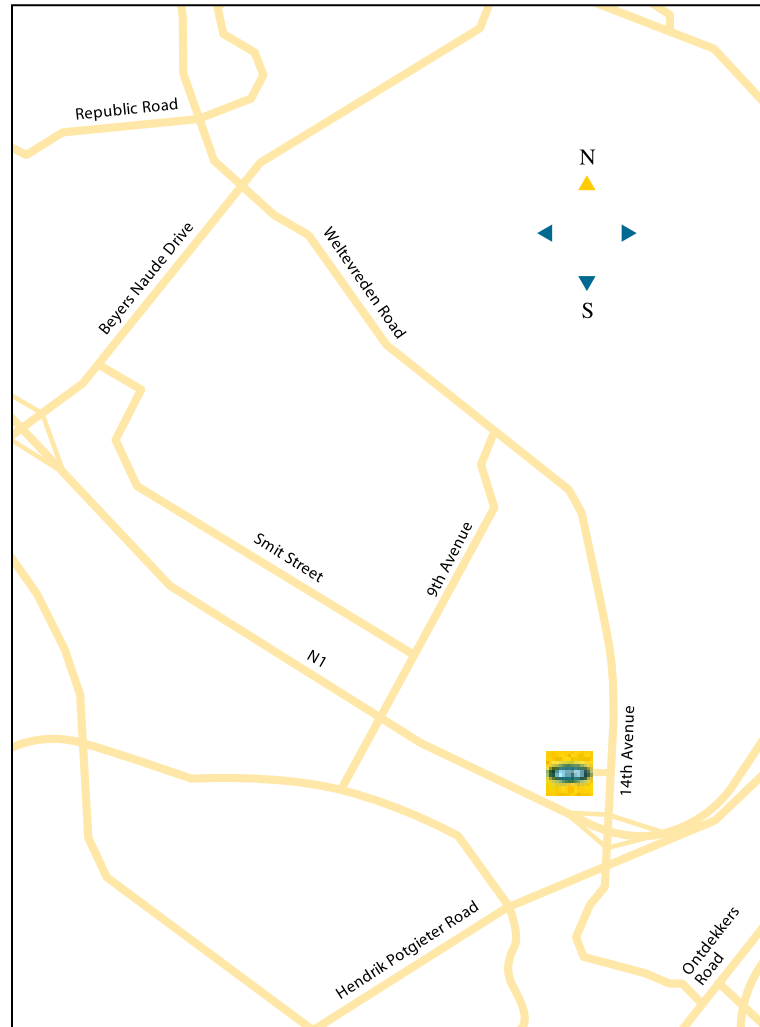 Republic Road
N
Beyers Naude Drive
Weltevreden Road
S
Smit Street
9th Avenue
N1
14th Avenue
Hendrik Potgieter Road
Ontdekkers
Road